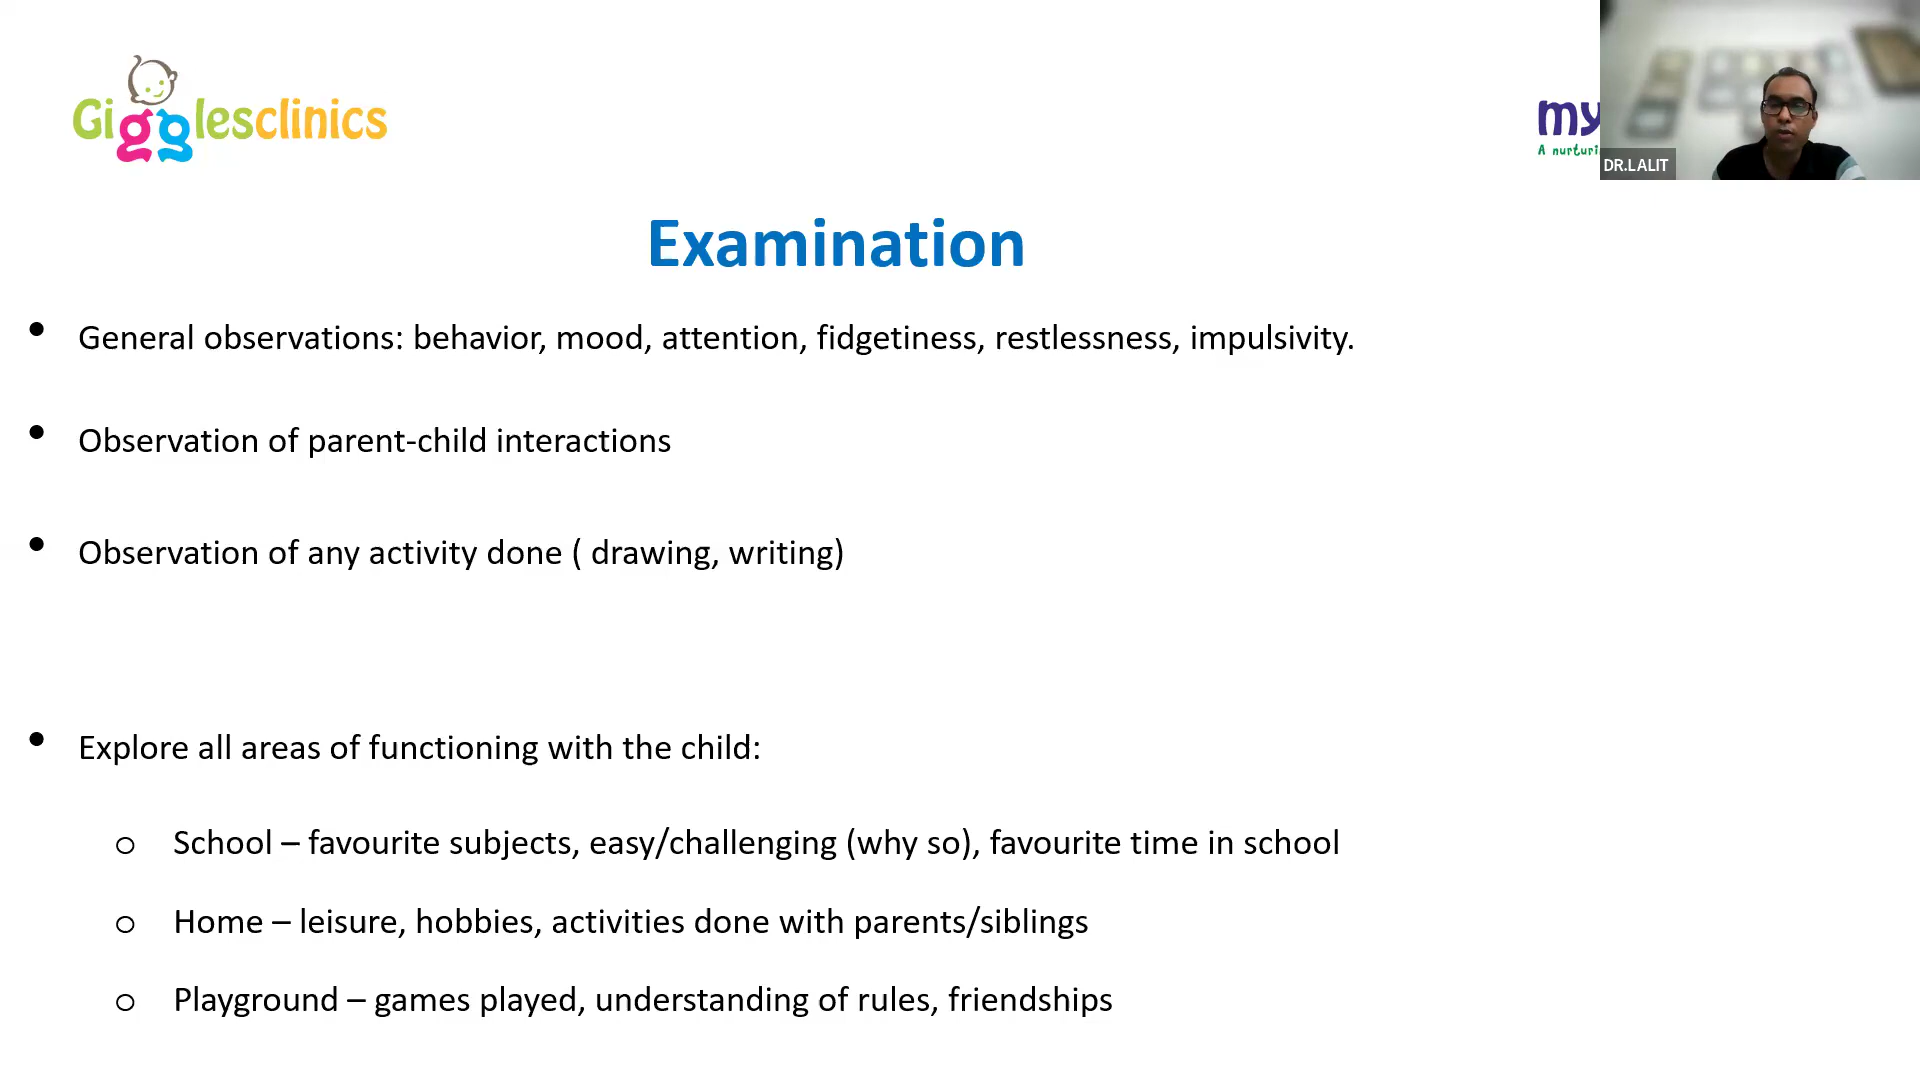 Gigglesclinics
my
A nurturi
DR.LALIT
Examination
• General observations: behavior, mood, attention, fidgetiness, restlessness, impulsivity.
• Observation of parent-child interactions
• Observation of any activity done ( drawing, writing)
• Explore all areas of functioning with the child:
o School – favourite subjects, easy/challenging (why so), favourite time in school
o Home – leisure, hobbies, activities done with parents/siblings
o Playground – games played, understanding of rules, friendships